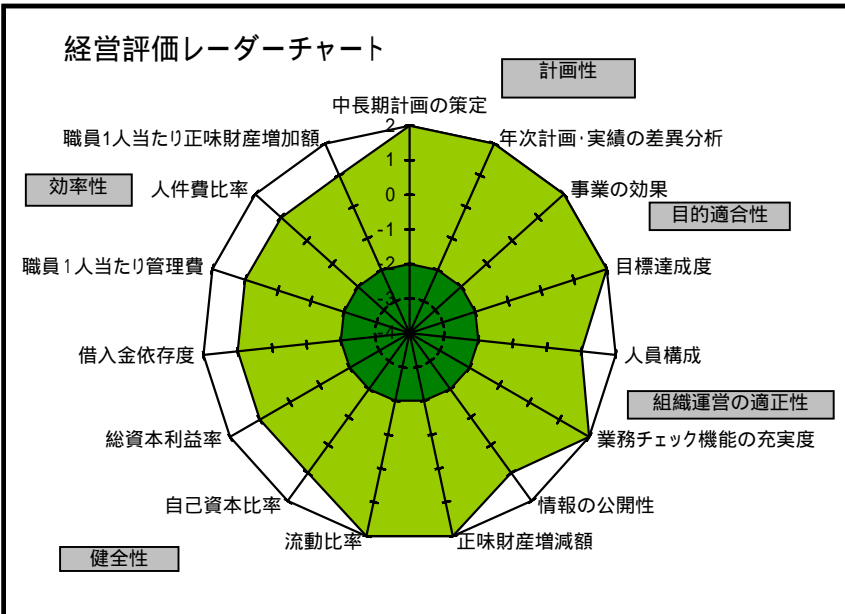 経営評価レーダーチャート
計画性
中長期計画の策定
職員1人当たり正味財産増加額
年次計画･実績の差異分析
効率性
人件費比率
事業の効果
目的適合性
職員1人当たり管理費
目標達成度
借入金依存度
人員構成
組織運営の適正性
総資本利益率
業務チェック機能の充実度
自己資本比率
情報の公開性
流動比率
正味財産増減額
健全性
2
1
0
-1
-2
-3
-4